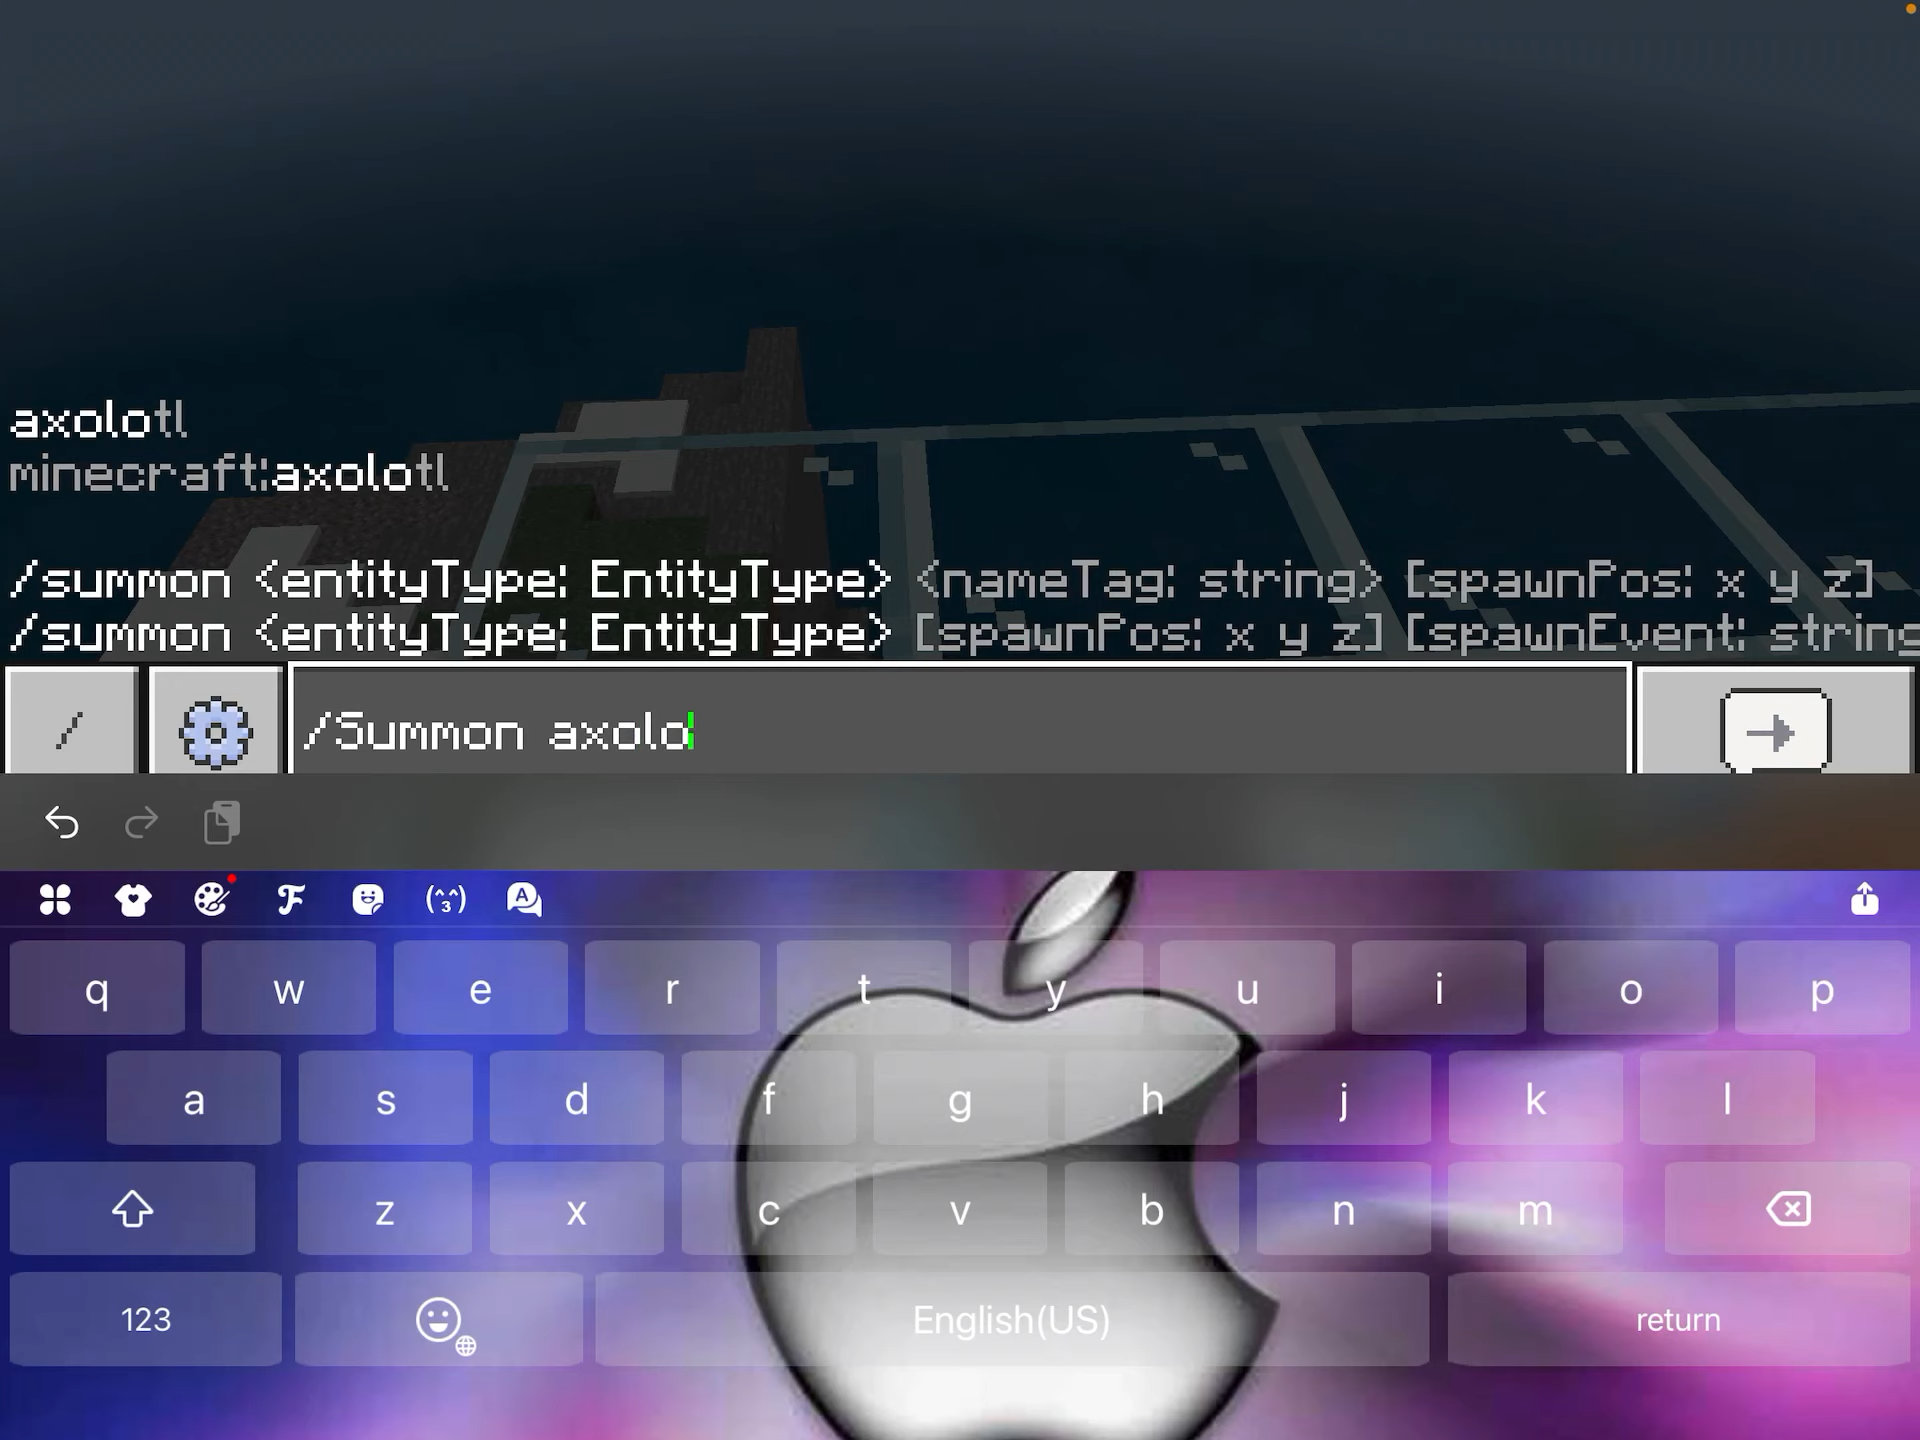 axolotl
minecraft:axolotl
/summon <entityType: EntityType> <nameTag: string> [spawnPos: x y z]
/summon <entityType: EntityType> [spawnPos: x y z] [spawnEvent: string
/
/Summon axolo
q w e r t y u i o p
a s d f g h j k l
z x c v b n m
123 English(US) return